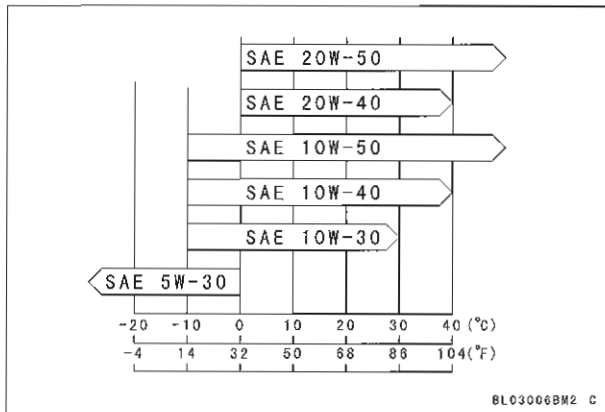 SAE 20W-50
SAE 20W-40
SAE 10W-50
SAE 10W-40
SAE 10W-30
SAE 5W-30
-20 -10 0 10 20 30 40 (°C)
-4 14 32 50 68 86 104 (°F)
BL03006BM2 C